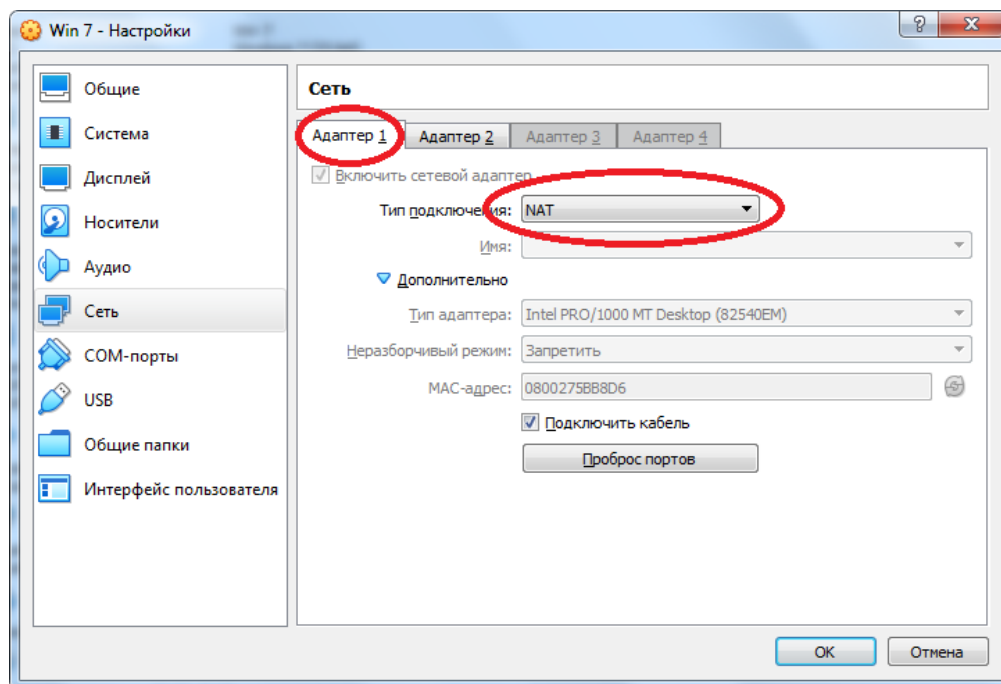 Win 7 - Настройки
?
Общие
Система
Дисплей
Носители
Аудио
Сеть
COM-порты
USB
Общие папки
Интерфейс пользователя
Сеть
Адаптер 1 Адаптер 2 Адаптер 3 Адаптер 4
Включить сетевой адаптер
Тип подключения: NAT
Имя:
Дополнительно
Тип адаптера: Intel PRO/1000 MT Desktop (82540EM)
Неразборчивый режим: Запретить
MAC-адрес: 0800275BB8D6
Подключить кабель
Проброс портов
OK Отмена